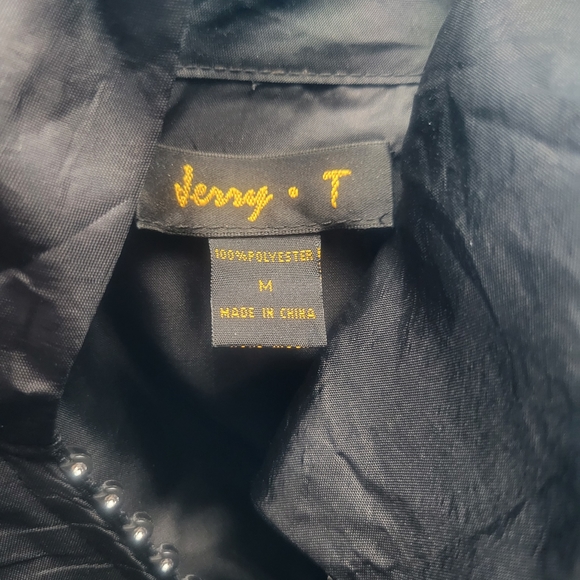 Jerry • T
100% POLYESTER
M
MADE IN CHINA